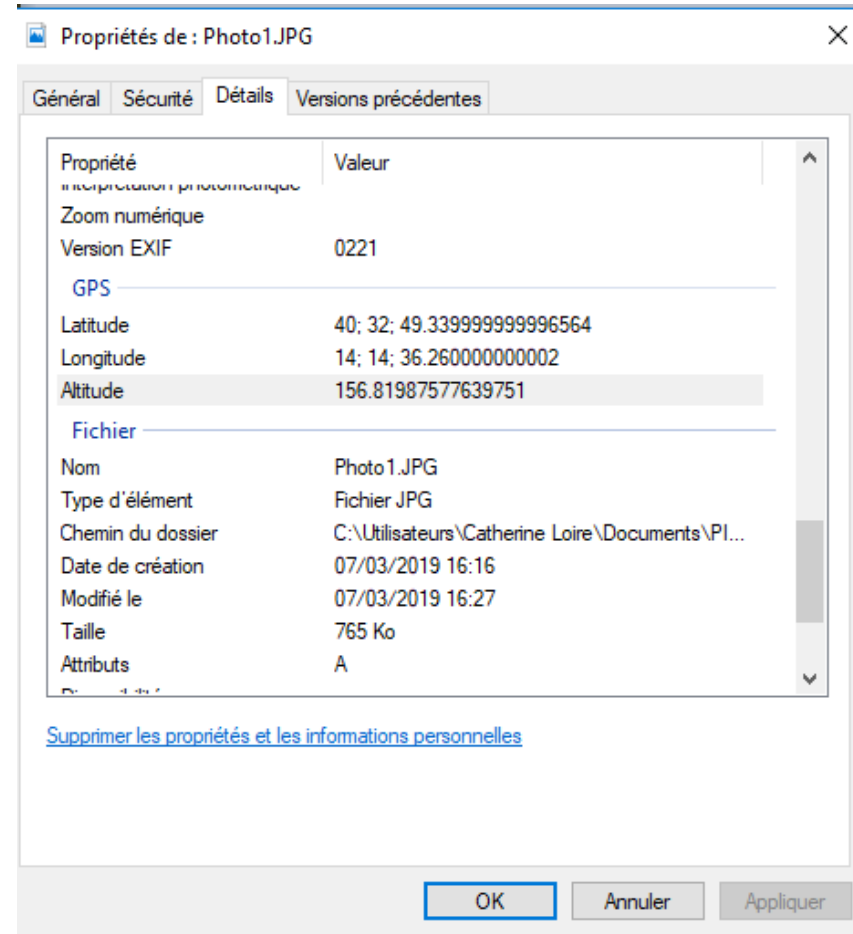 Propriétés de : Photo1.JPG
Général Sécurité Détails Versions précédentes
Propriété Valeur
Interprétation photométrique
Zoom numérique
Version EXIF 0221
GPS
Latitude 40; 32; 49.339999999996564
Longitude 14; 14; 36.260000000002
Altitude 156.81987577639751
Fichier
Nom Photo1.JPG
Type d'élément Fichier JPG
Chemin du dossier C:\Utilisateurs\Catherine Loire\Documents\PI...
Date de création 07/03/2019 16:16
Modifié le 07/03/2019 16:27
Taille 765 Ko
Attributs A
Supprimer les propriétés et les informations personnelles
OK Annuler Appliquer